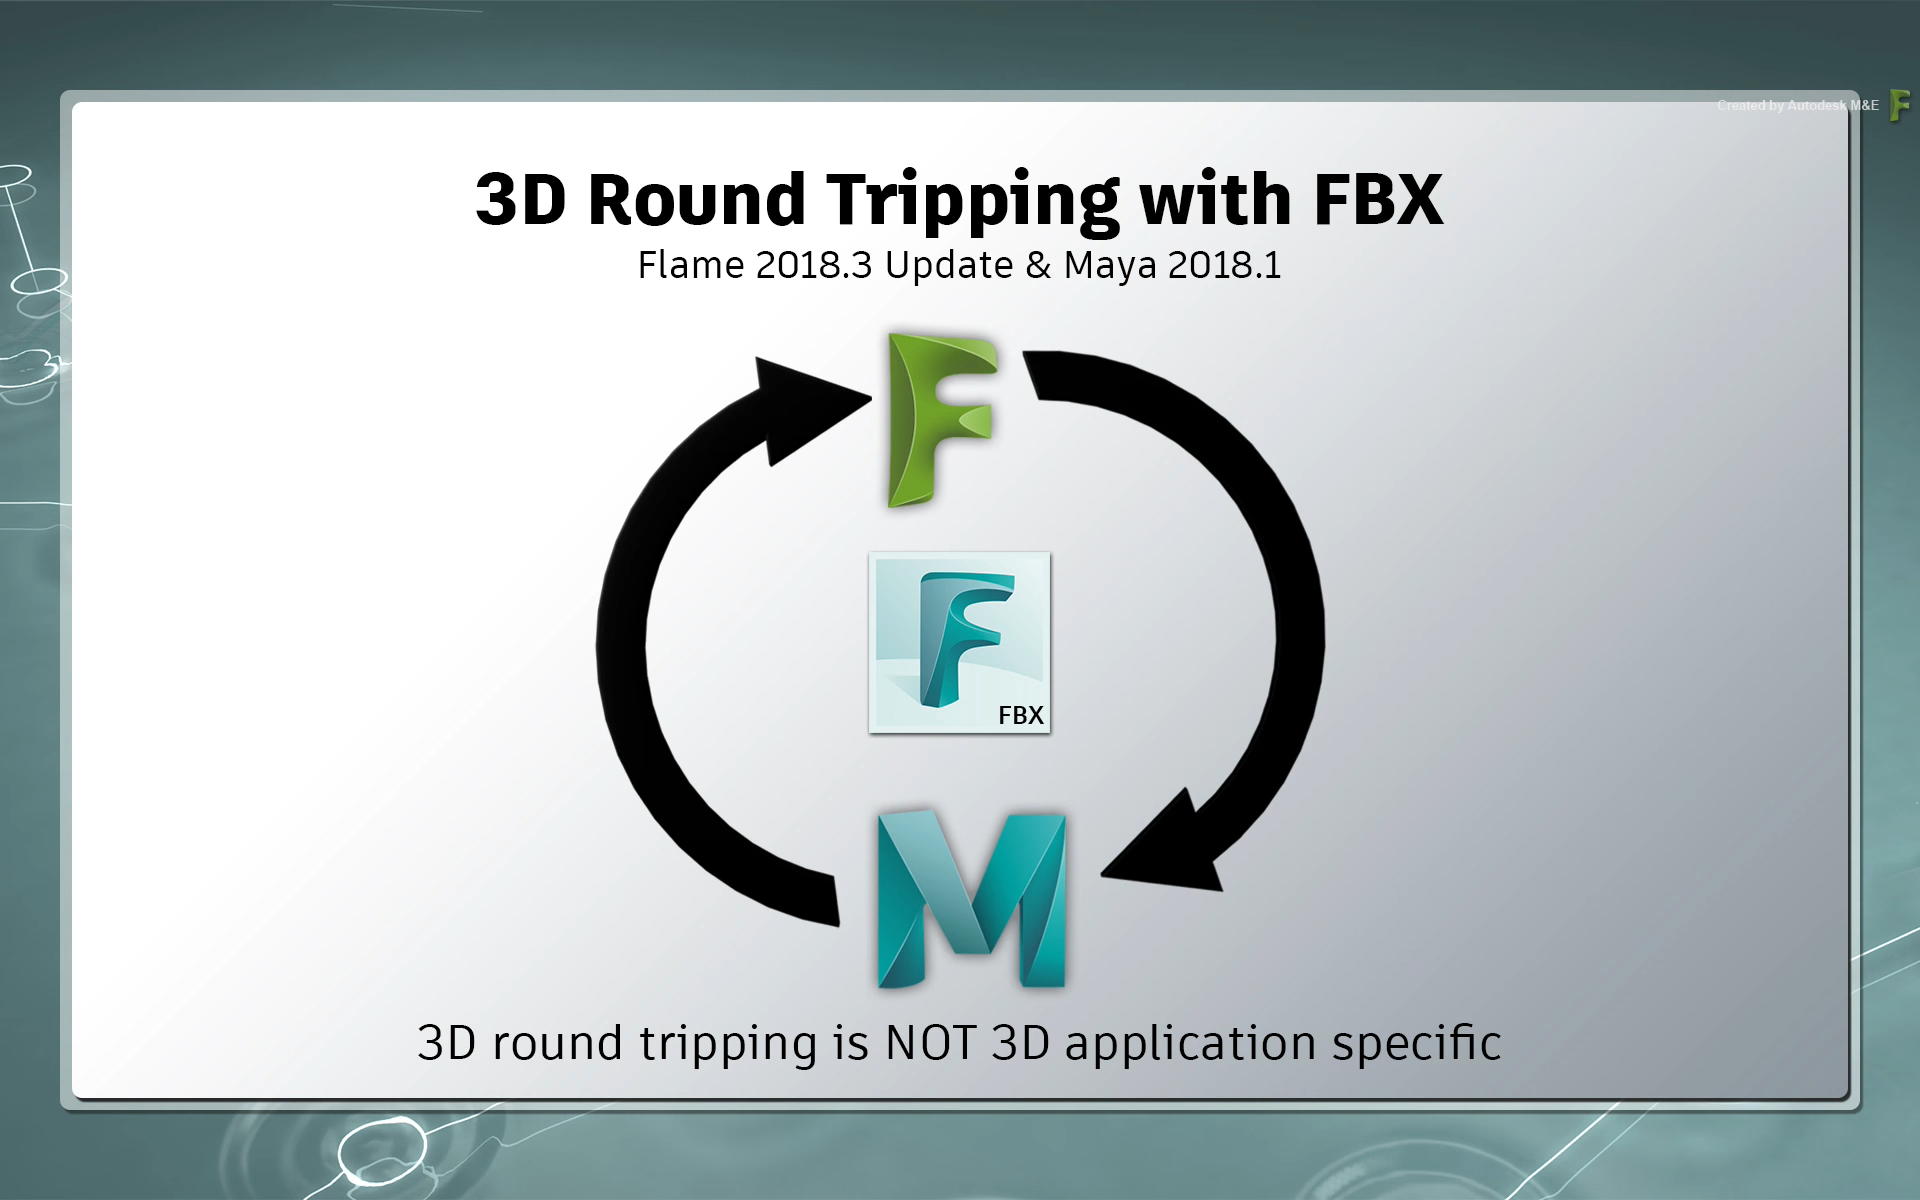 Created by Autodesk M&E
3D Round Tripping with FBX
Flame 2018.3 Update & Maya 2018.1
FBX
3D round tripping is NOT 3D application specific